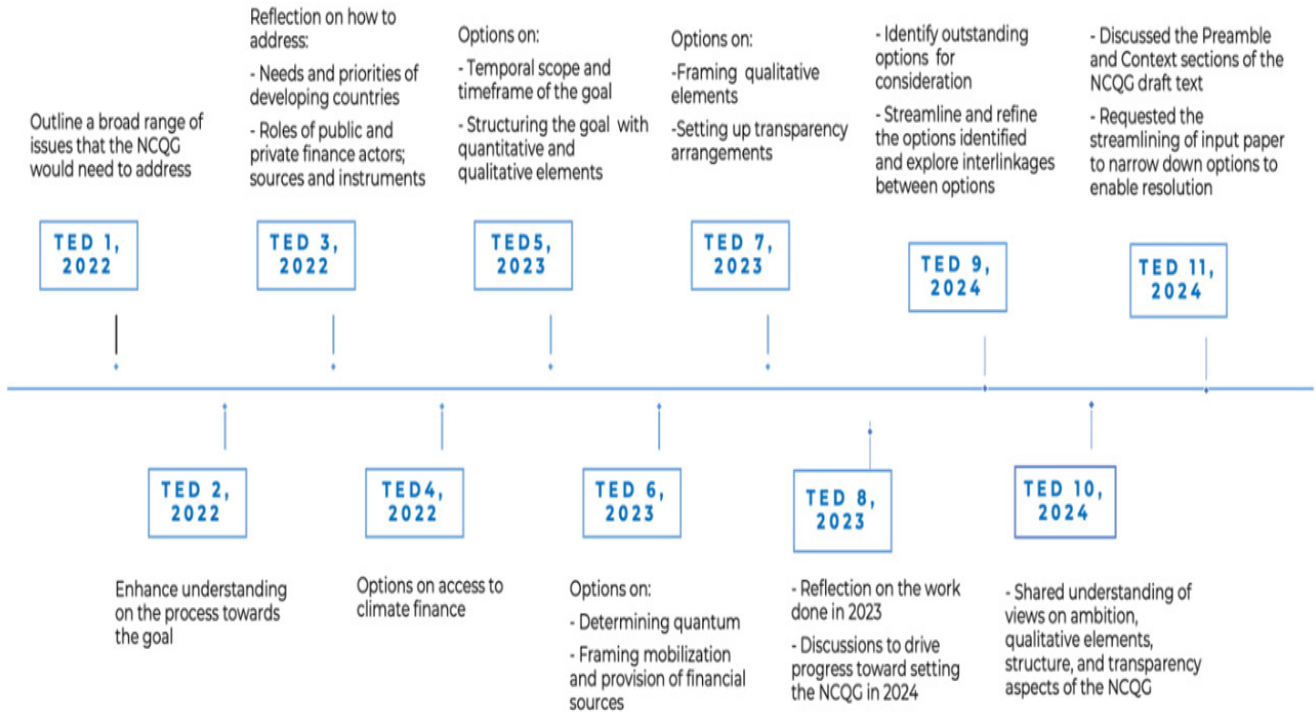 Outline a broad range of
issues that the NCQG
would need to address
TED 1,
2022
Reflection on how to
address:
- Needs and priorities of
developing countries
- Roles of public and
private finance actors;
sources and instruments
TED 3,
2022
Options on:
- Temporal scope and
timeframe of the goal
- Structuring the goal with
quantitative and
qualitative elements
TED5,
2023
Options on:
-Framing qualitative
elements
-Setting up transparency
arrangements
TED 7,
2023
- Identify outstanding
options for
consideration
- Streamline and refine
the options identified
and explore interlinkages
between options
TED 9,
2024
- Discussed the Preamble
and Context sections of the
NCQG draft text
- Requested the
streamlining of input paper
to narrow down options to
enable resolution
TED 11,
2024
TED 2,
2022
Enhance understanding
on the process towards
the goal
TED4,
2022
Options on access to
climate finance
TED 6,
2023
Options on:
- Determining quantum
- Framing mobilization
and provision of financial
sources
TED 8,
2023
- Reflection on the work
done in 2023
- Discussions to drive
progress toward setting
the NCQG in 2024
TED 10,
2024
- Shared understanding of
views on ambition,
qualitative elements,
structure, and transparency
aspects of the NCQG